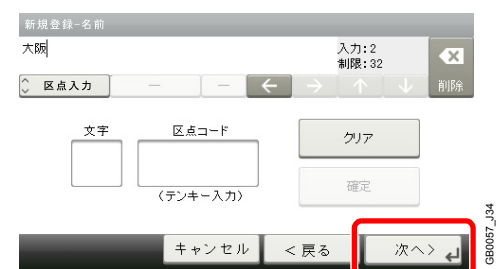 新規登録-名前
大阪
入力:2
制限:32
区点入力
削除
文字
区点コード
クリア
(テンキー入力)
確定
キャンセル
< 戻る
次へ >
GB0057_J34